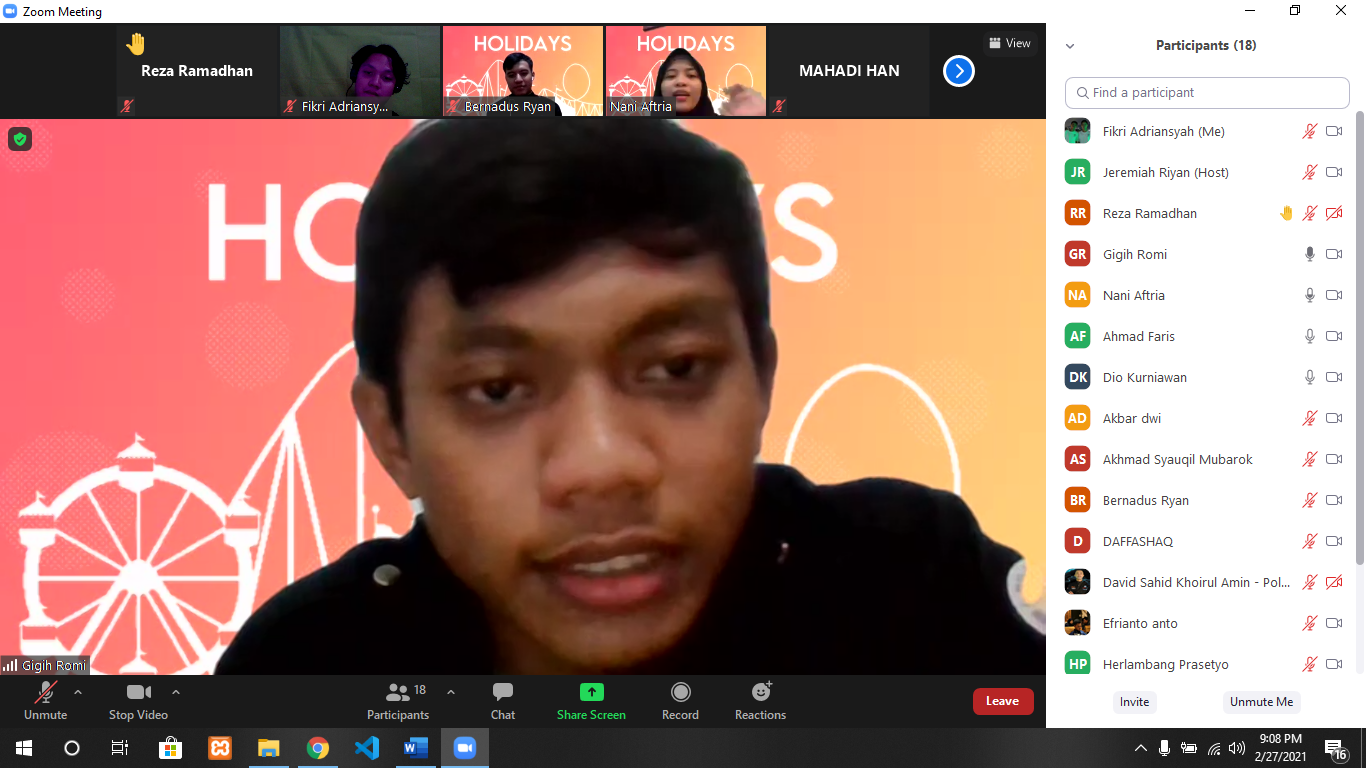 Zoom Meeting
Reza Ramadhan
Fikri Adriansy...
HOLIDAYS
Bernadus Ryan
HOLIDAYS
Nani Aftria
MAHADI HAN
View
Participants (18)
Find a participant
Fikri Adriansyah (Me)
JR Jeremiah Riyan (Host)
RR Reza Ramadhan
GR Gigih Romi
NA Nani Aftria
AF Ahmad Faris
DK Dio Kurniawan
AD Akbar dwi
AS Akhmad Syauqil Mubarok
BR Bernadus Ryan
D DAFFASHAQ
David Sahid Khoirul Amin - Pol...
Efrianto anto
HP Herlambang Prasetyo
Invite
Unmute Me
HO YS
Gigih Romi
Unmute
Stop Video
18
Participants
Chat
Share Screen
Record
Reactions
Leave
9:08 PM
2/27/2021
16